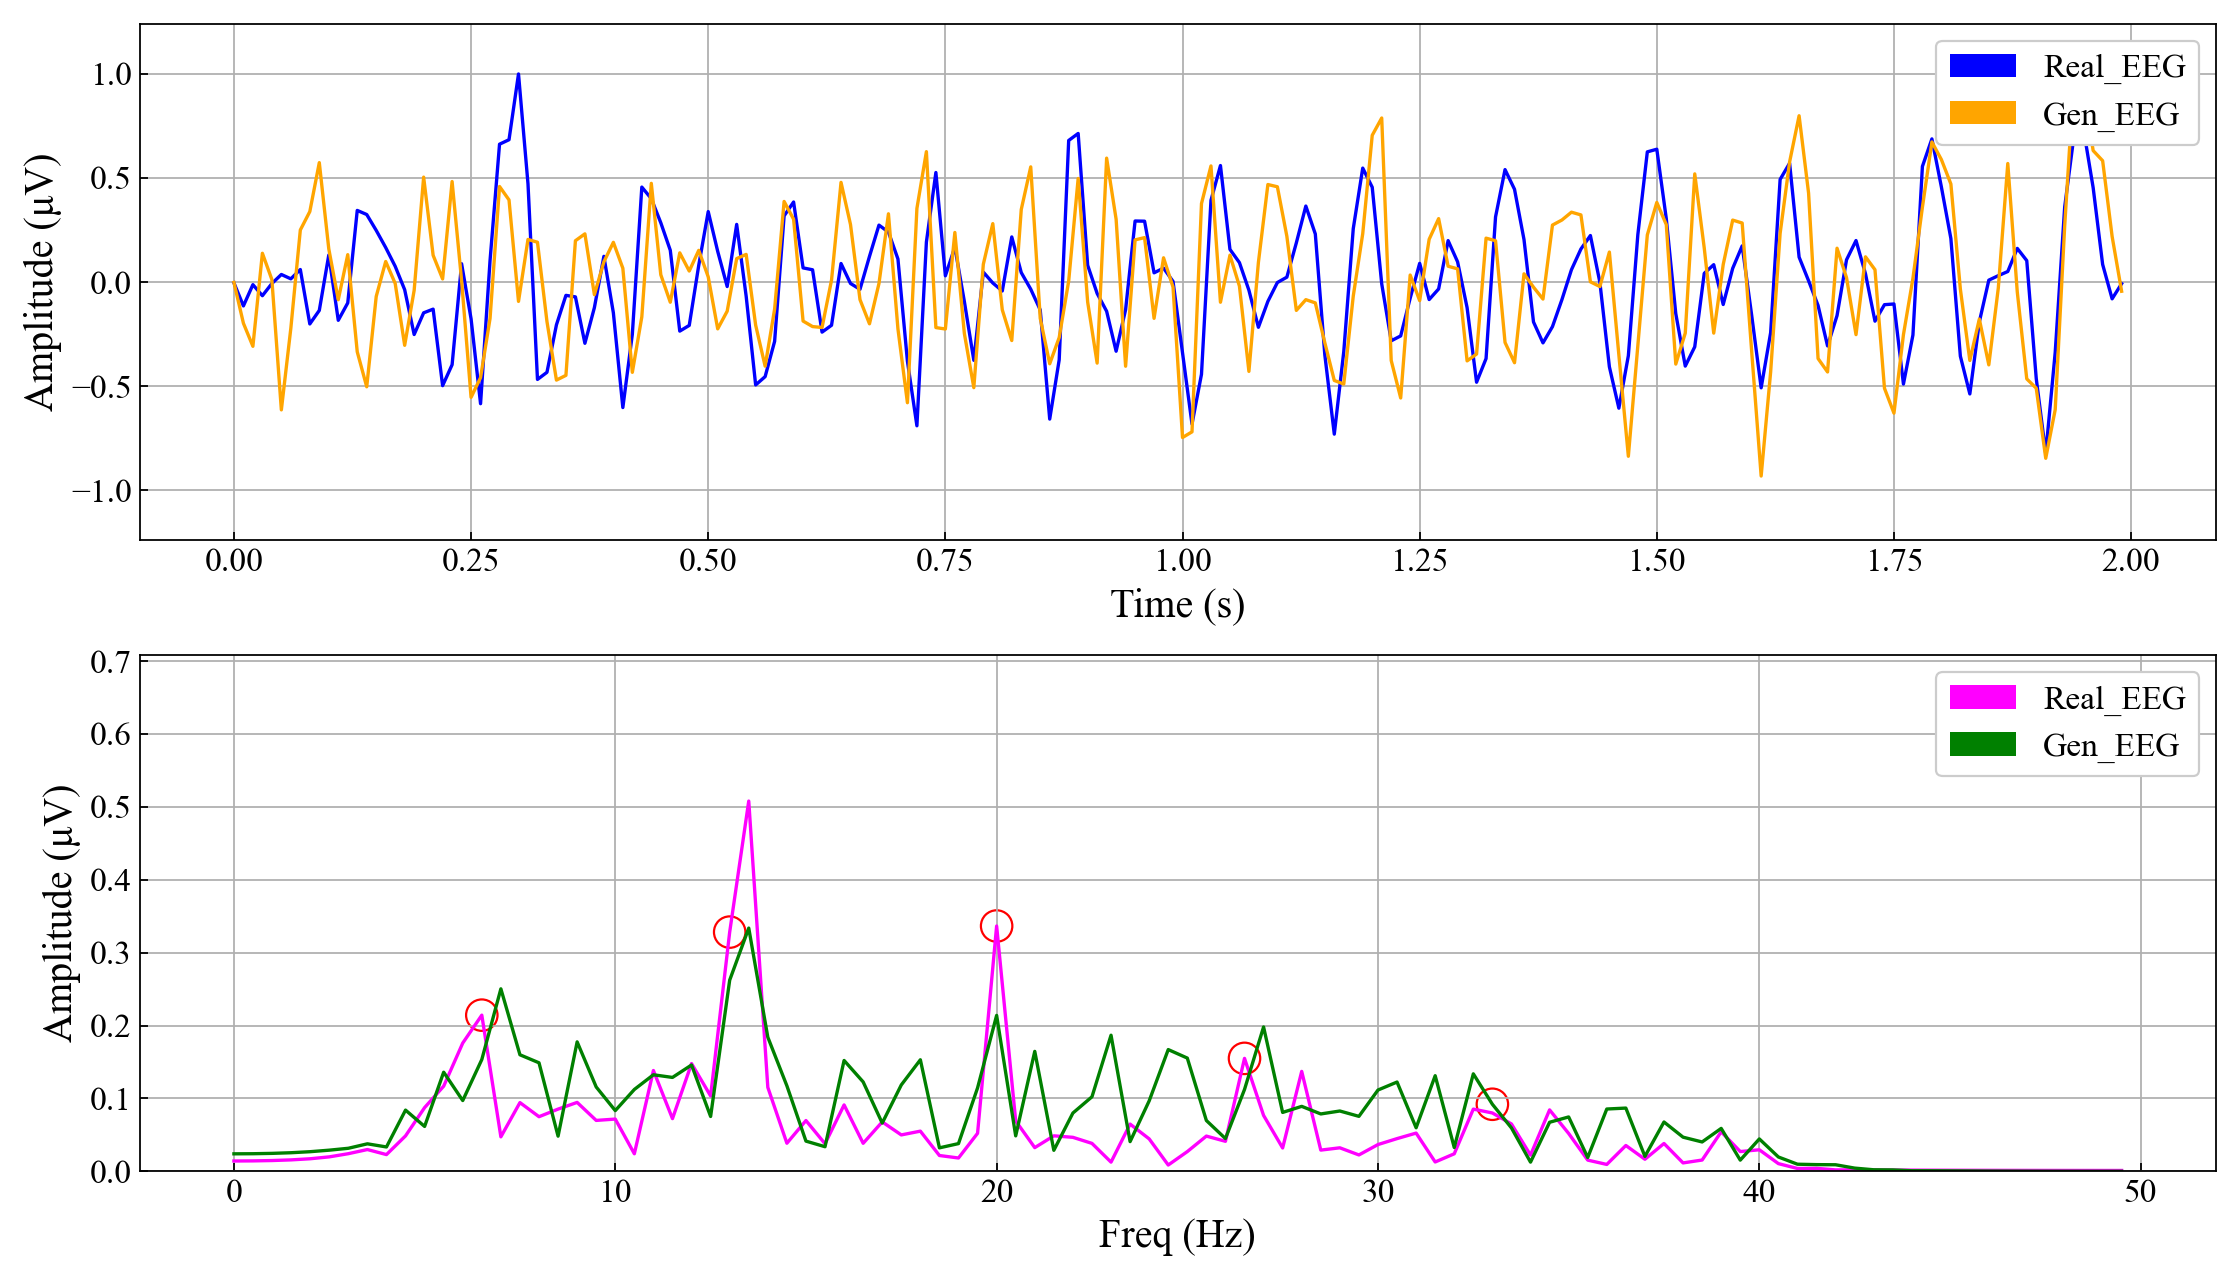 Amplitude (μV)
1.0
0.5
0.0
−0.5
−1.0
Real_EEG
Gen_EEG
0.00 0.25 0.50 0.75 1.00 1.25 1.50 1.75 2.00
Time (s)
Amplitude (μV)
0.7
0.6
0.5
0.4
0.3
0.2
0.1
0.0
Real_EEG
Gen_EEG
0 10 20 30 40 50
Freq (Hz)